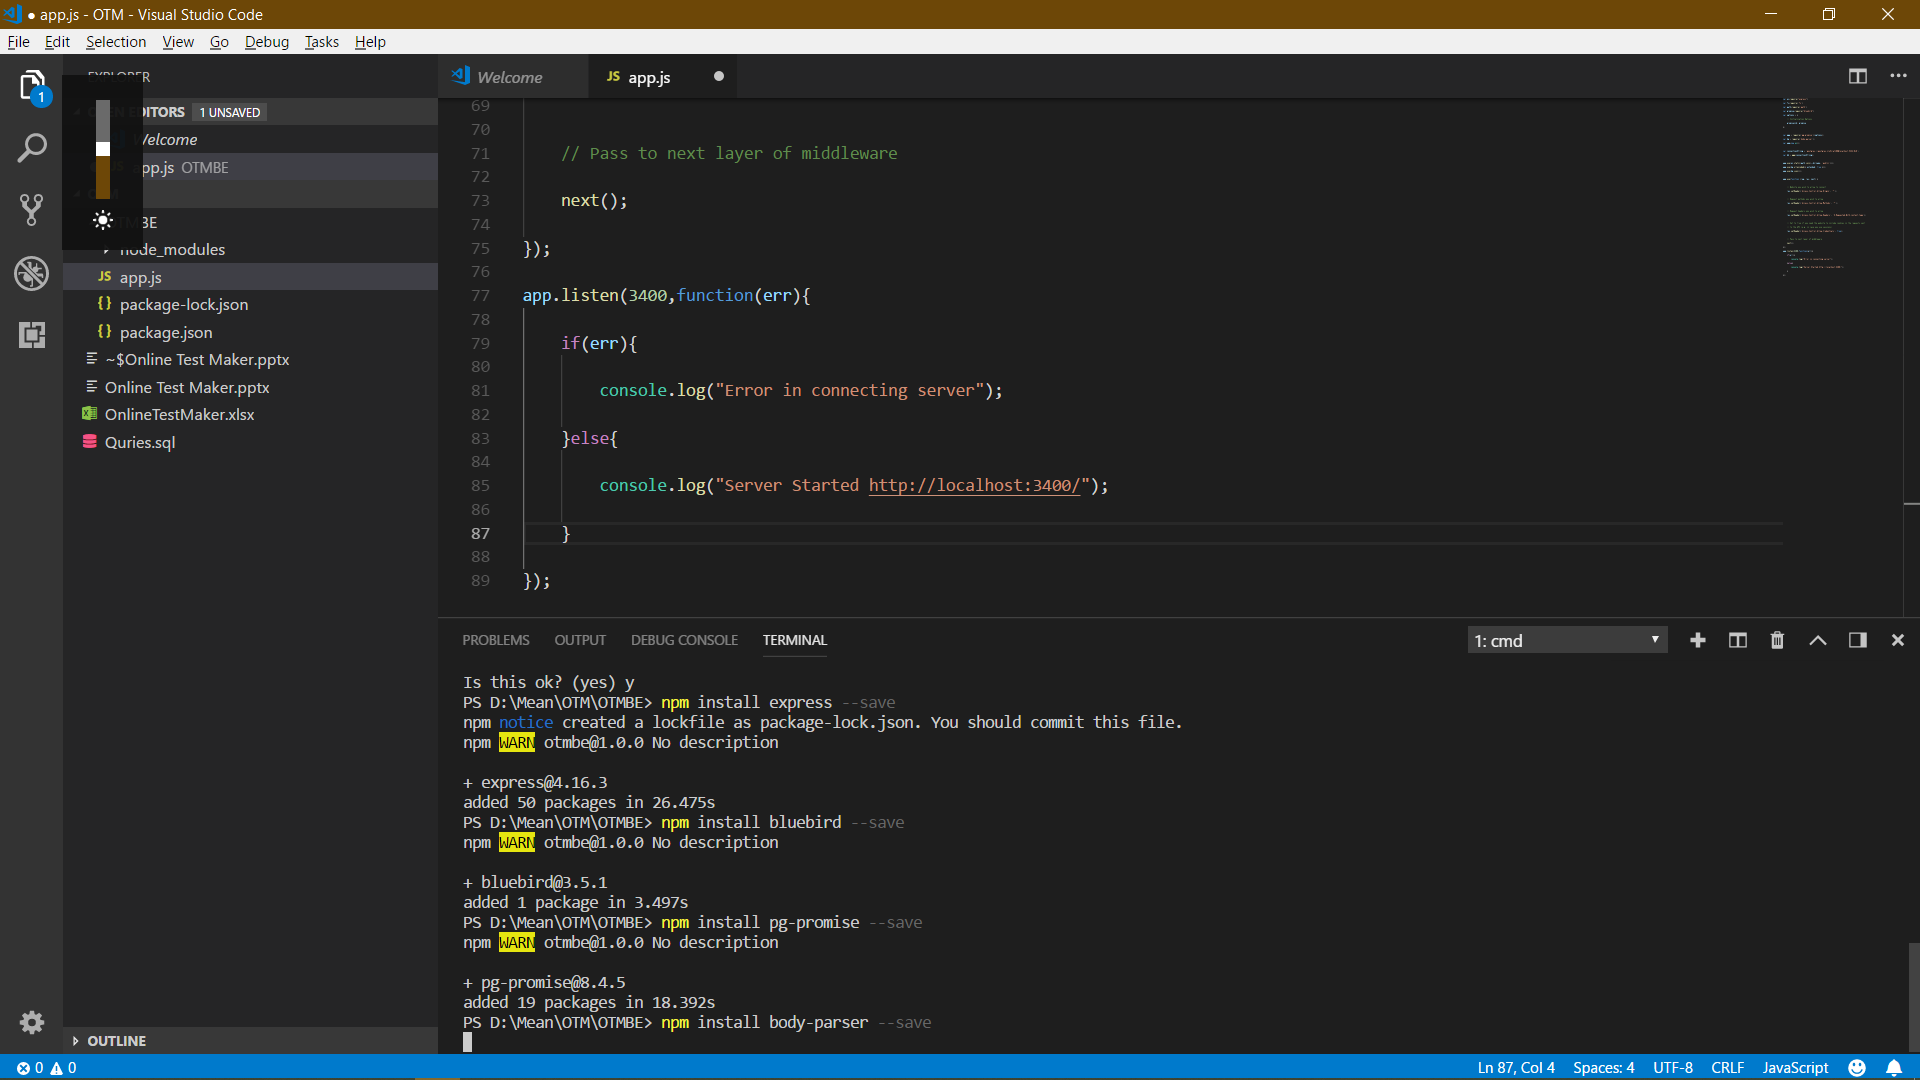 ● app.js - OTM - Visual Studio Code
File Edit Selection View Go Debug Tasks Help
EXPLORER
OPEN EDITORS 1 UNSAVED
Welcome
app.js OTMBE
OTMBE
node_modules
JS app.js
{} package-lock.json
{} package.json
~$Online Test Maker.pptx
Online Test Maker.pptx
OnlineTestMaker.xlsx
Quries.sql
OUTLINE
1
Welcome
JS app.js
69
70
71 // Pass to next layer of middleware
72
73 next();
74
75 });
76
77 app.listen(3400,function(err){
78
79 if(err){
80
81 console.log("Error in connecting server");
82
83 }else{
84
85 console.log("Server Started http://localhost:3400/");
86
87 }
88
89 });
PROBLEMS OUTPUT DEBUG CONSOLE TERMINAL
1: cmd
Is this ok? (yes) y
PS D:\Mean\OTM\OTMBE> npm install express --save
npm notice created a lockfile as package-lock.json. You should commit this file.
npm WARN otmbe@1.0.0 No description
+ express@4.16.3
added 50 packages in 26.475s
PS D:\Mean\OTM\OTMBE> npm install bluebird --save
npm WARN otmbe@1.0.0 No description
+ bluebird@3.5.1
added 1 package in 3.497s
PS D:\Mean\OTM\OTMBE> npm install pg-promise --save
npm WARN otmbe@1.0.0 No description
+ pg-promise@8.4.5
added 19 packages in 18.392s
PS D:\Mean\OTM\OTMBE> npm install body-parser --save
0 0
Ln 87, Col 4 Spaces: 4 UTF-8 CRLF JavaScript